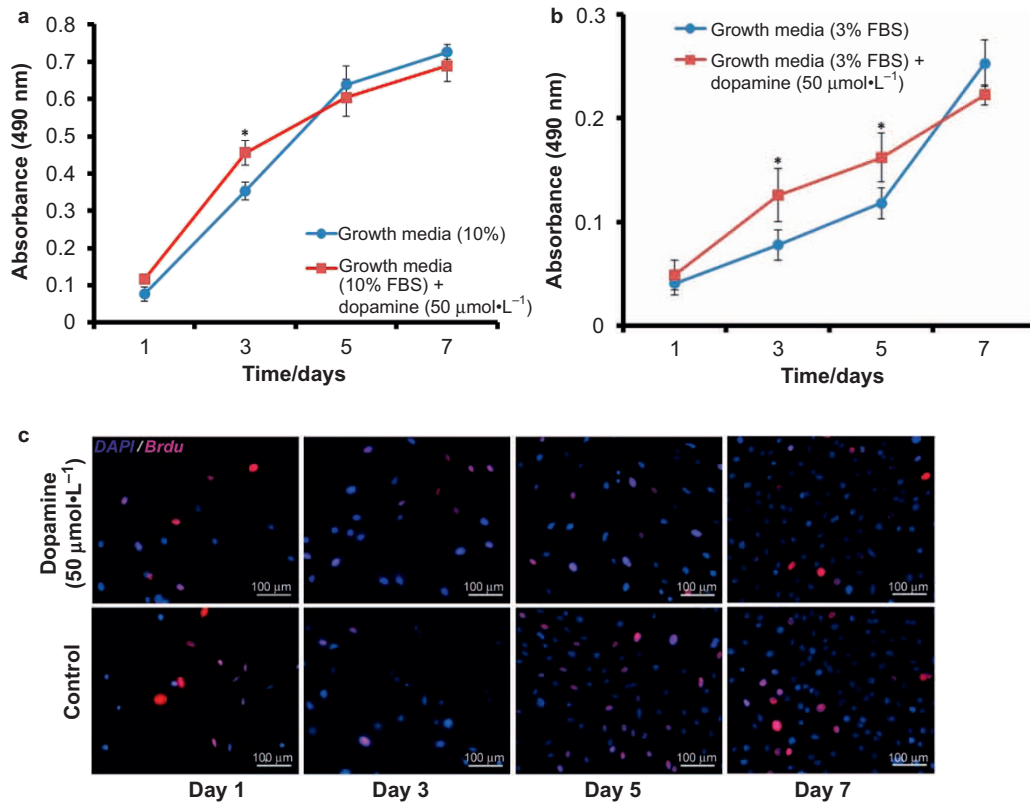 a
0.8
0.7
0.6
0.5
0.4
0.3
0.2
0.1
0
Absorbance (490 nm)
*
Growth media (10%)
Growth media
(10% FBS) +
dopamine (50 μmol•L⁻¹)
1 3 5 7
Time/days
b
0.3
0.2
0.1
0
Absorbance (490 nm)
Growth media (3% FBS)
Growth media (3% FBS) +
dopamine (50 μmol•L⁻¹)
*
*
1 3 5 7
Time/days
c
DAPI/Brdu
Dopamine
(50 μmol•L⁻¹)
100 μm 100 μm 100 μm 100 μm
Control
100 μm 100 μm 100 μm 100 μm
Day 1 Day 3 Day 5 Day 7